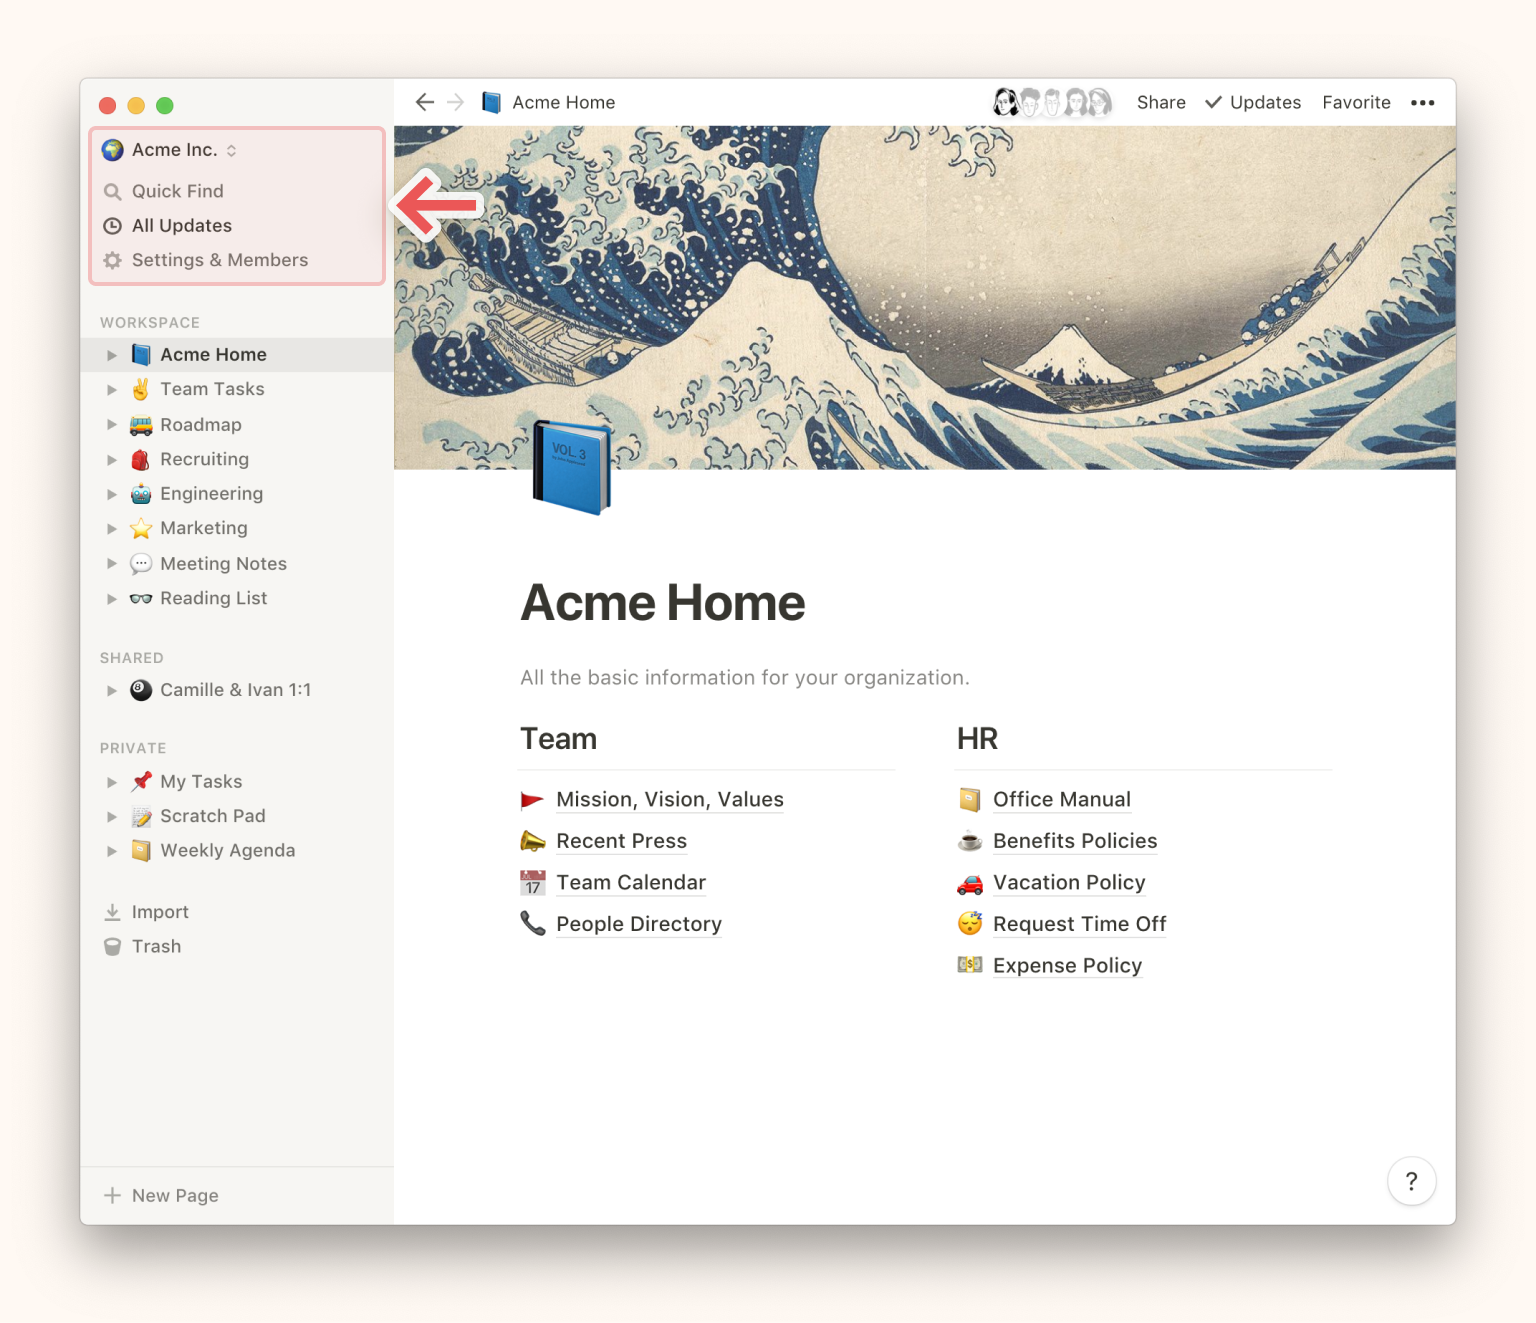 Acme Inc.
Quick Find
All Updates
Settings & Members
WORKSPACE
Acme Home
Team Tasks
Roadmap
Recruiting
Engineering
Marketing
Meeting Notes
Reading List
SHARED
Camille & Ivan 1:1
PRIVATE
My Tasks
Scratch Pad
Weekly Agenda
Import
Trash
New Page
Acme Home
Share
Updates
Favorite
VOL. 3
Acme Home
All the basic information for your organization.
Team
Mission, Vision, Values
Recent Press
17
Team Calendar
People Directory
HR
Office Manual
Benefits Policies
Vacation Policy
Request Time Off
Expense Policy
?